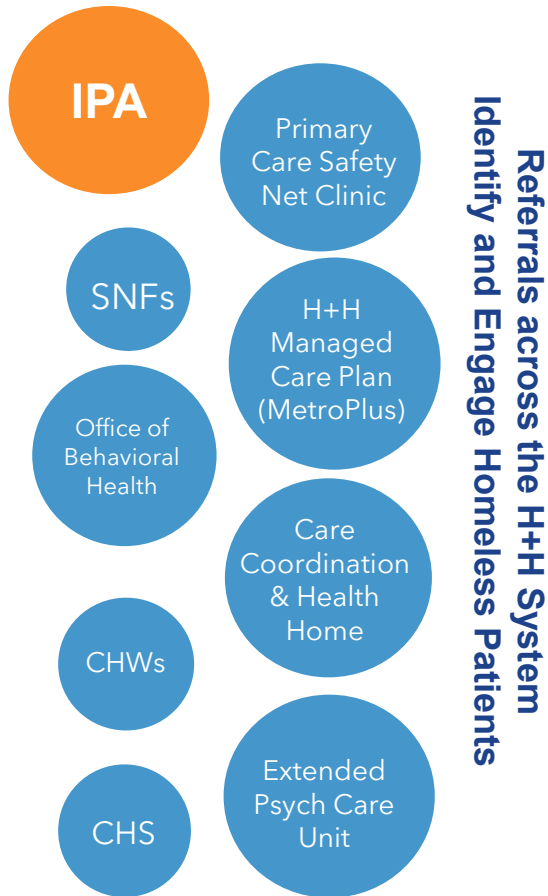 IPA
Primary
Care Safety
Net Clinic
SNFs
H+H
Managed
Care Plan
(MetroPlus)
Office of
Behavioral
Health
Care
Coordination
& Health
Home
CHWs
Extended
Psych Care
Unit
CHS
Referrals across the H+H System
Identify and Engage Homeless Patients